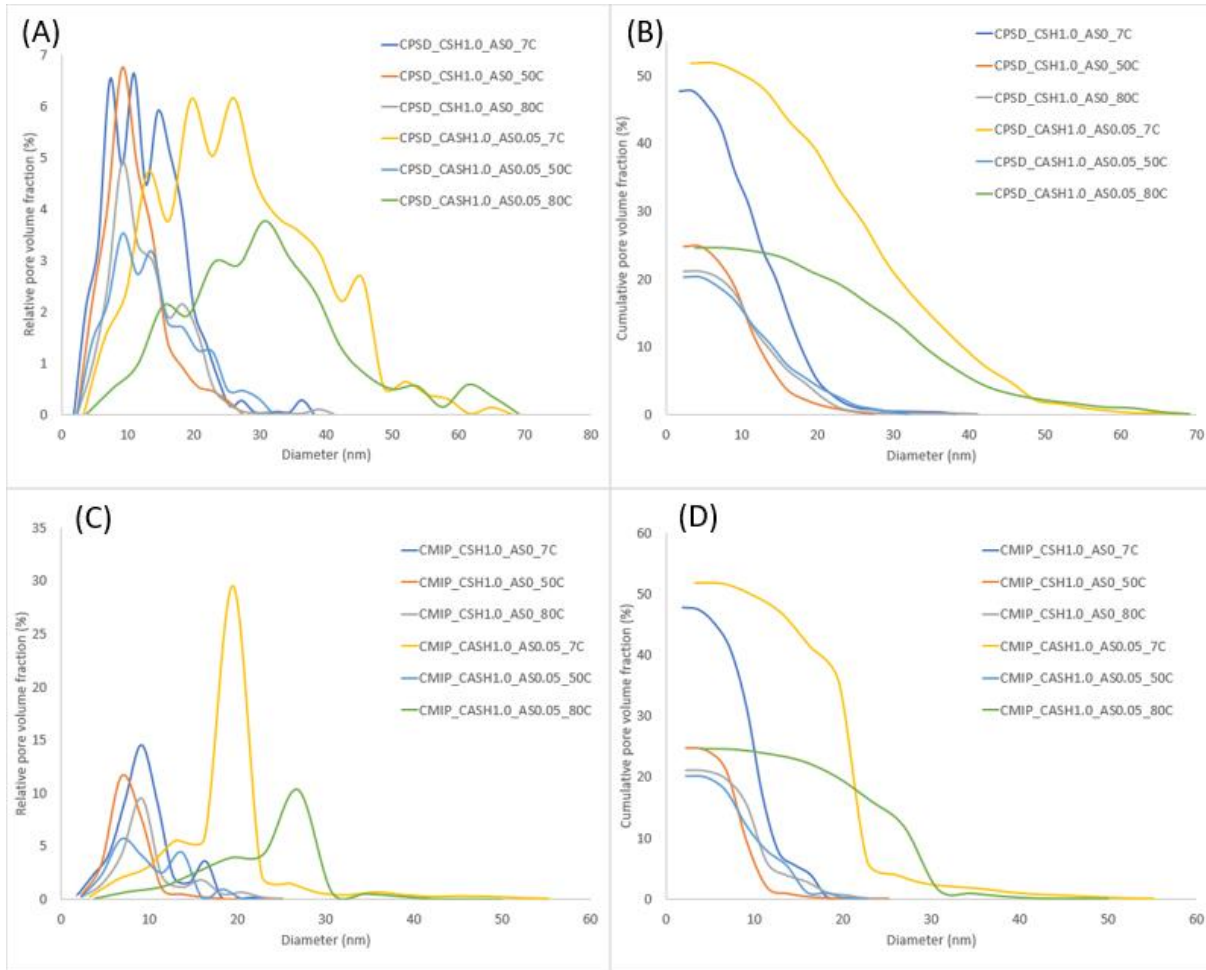 (A)
CPSD_CSH1.0_AS0_7C
CPSD_CSH1.0_AS0_50C
CPSD_CSH1.0_AS0_80C
CPSD_CASH1.0_AS0.05_7C
CPSD_CASH1.0_AS0.05_50C
CPSD_CASH1.0_AS0.05_80C
Relative pore volume fraction (%)
7
6
5
4
3
2
1
0
0 10 20 30 40 50 60 70 80
Diameter (nm)
(B)
CPSD_CSH1.0_AS0_7C
CPSD_CSH1.0_AS0_50C
CPSD_CSH1.0_AS0_80C
CPSD_CASH1.0_AS0.05_7C
CPSD_CASH1.0_AS0.05_50C
CPSD_CASH1.0_AS0.05_80C
Cumulative pore volume fraction (%)
50
40
30
20
10
0
0 10 20 30 40 50 60 70
Diameter (nm)
(C)
CMIP_CSH1.0_AS0_7C
CMIP_CSH1.0_AS0_50C
CMIP_CSH1.0_AS0_80C
CMIP_CASH1.0_AS0.05_7C
CMIP_CASH1.0_AS0.05_50C
CMIP_CASH1.0_AS0.05_80C
Relative pore volume fraction (%)
35
30
25
20
15
10
5
0
0 10 20 30 40 50 60
Diameter (nm)
(D)
CMIP_CSH1.0_AS0_7C
CMIP_CSH1.0_AS0_50C
CMIP_CSH1.0_AS0_80C
CMIP_CASH1.0_AS0.05_7C
CMIP_CASH1.0_AS0.05_50C
CMIP_CASH1.0_AS0.05_80C
Cumulative pore volume fraction (%)
60
50
40
30
20
10
0
0 10 20 30 40 50 60
Diameter (nm)